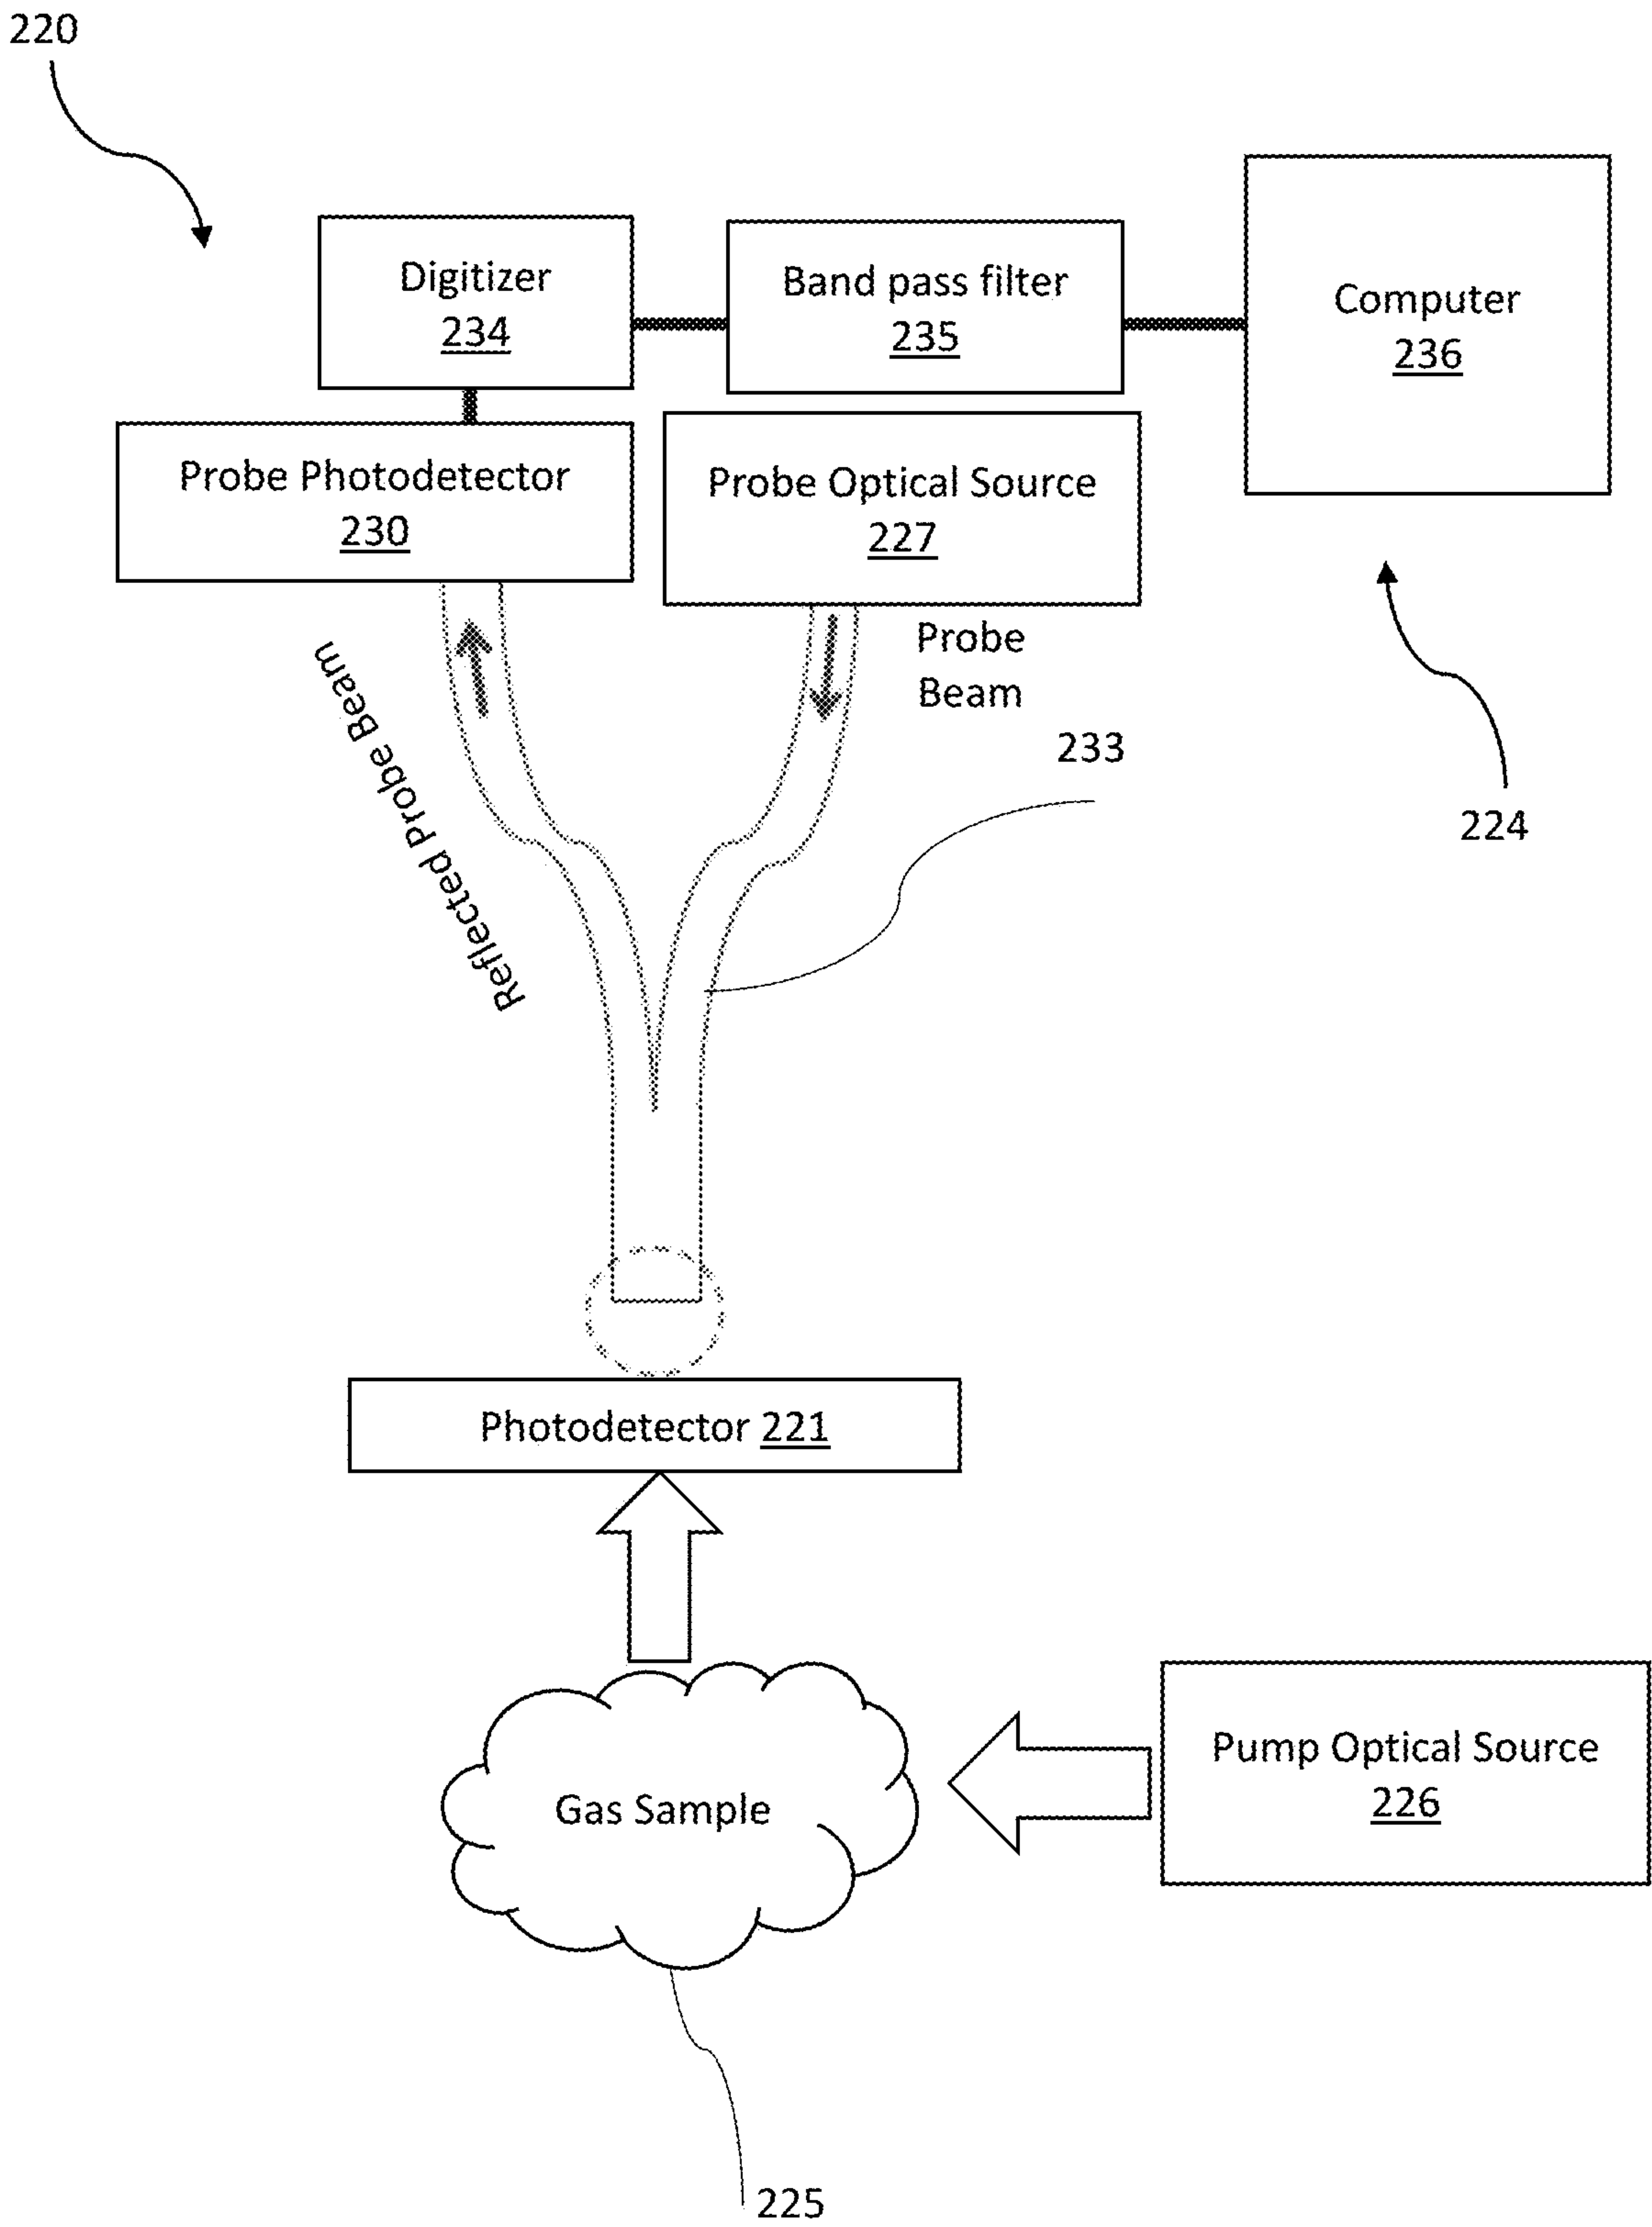 220
Digitizer
234
Band pass filter
235
Computer
236
Probe Photodetector
230
Probe Optical Source
227
Probe
Beam
Reflected Probe Beam
233
224
Photodetector 221
Gas Sample
Pump Optical Source
226
225